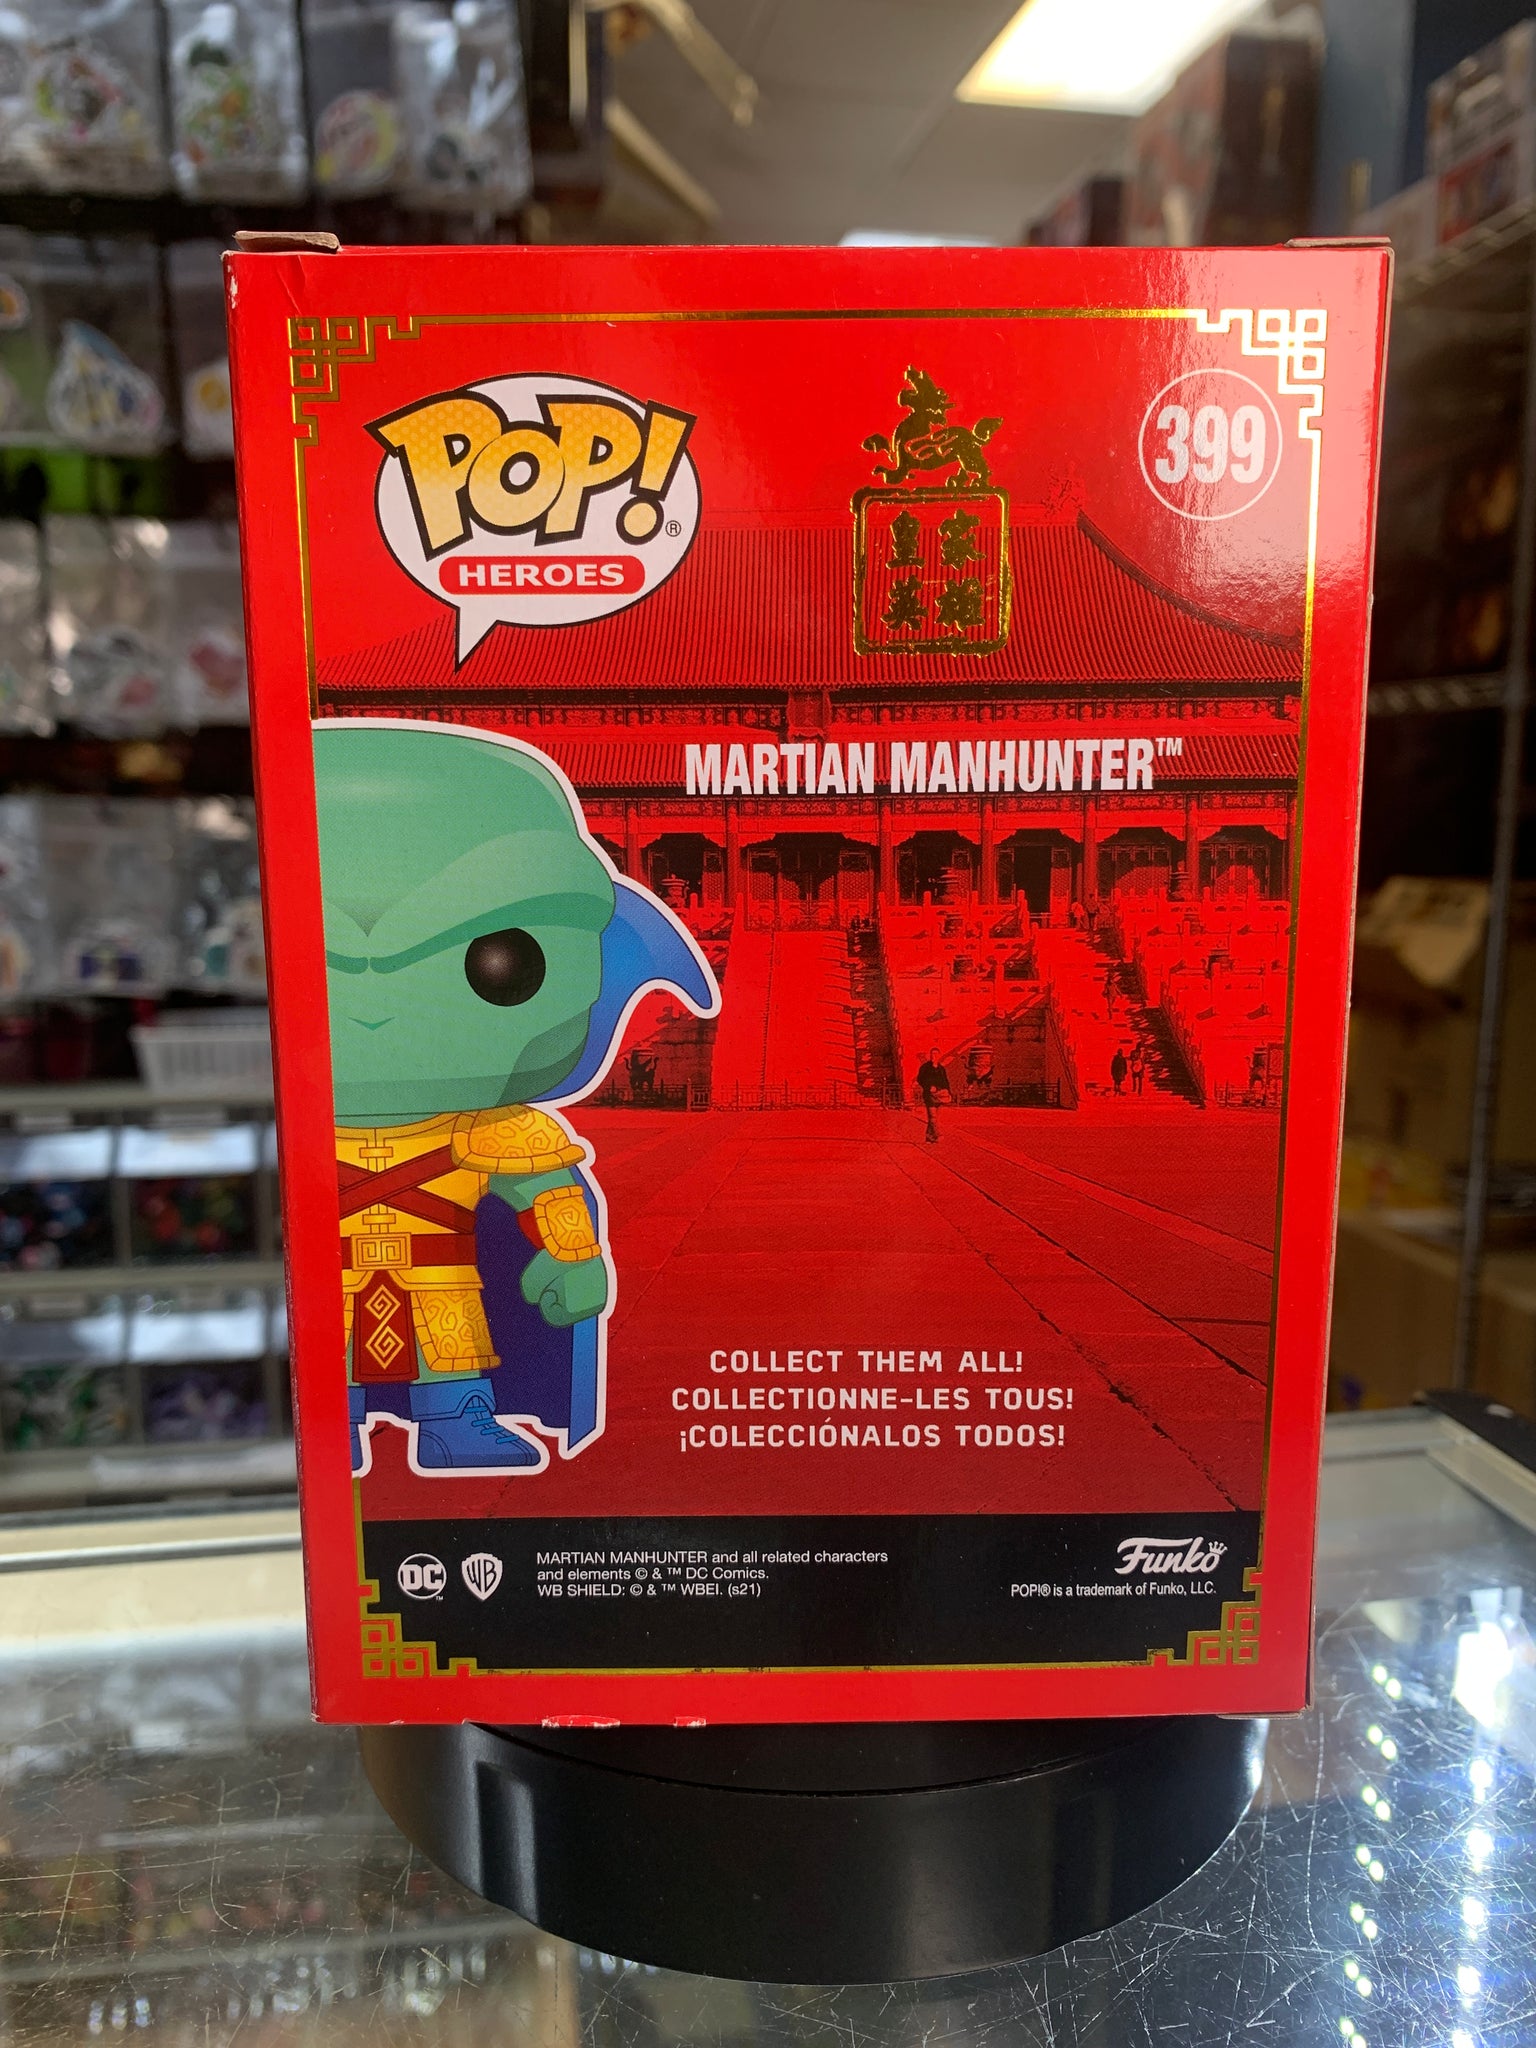 POP!®
HEROES
皇家
英雄
399
MARTIAN MANHUNTER™
COLLECT THEM ALL!
COLLECTIONNE-LES TOUS!
¡COLECCIÓNALOS TODOS!
DC™
WB
MARTIAN MANHUNTER and all related characters
and elements © & ™ DC Comics.
WB SHIELD: © & ™ WBEI. (s21)
Funko
POP!® is a trademark of Funko, LLC.